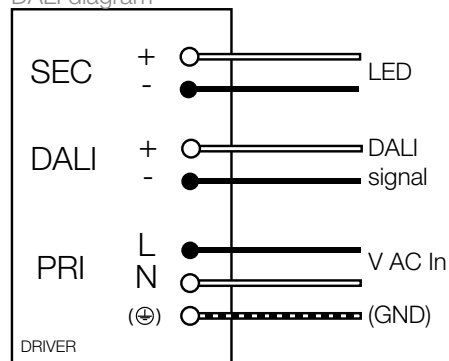 DALI diagram
SEC + LED
-
DALI + DALI
- signal
PRI L V AC In
N
(⏚) (GND)
DRIVER